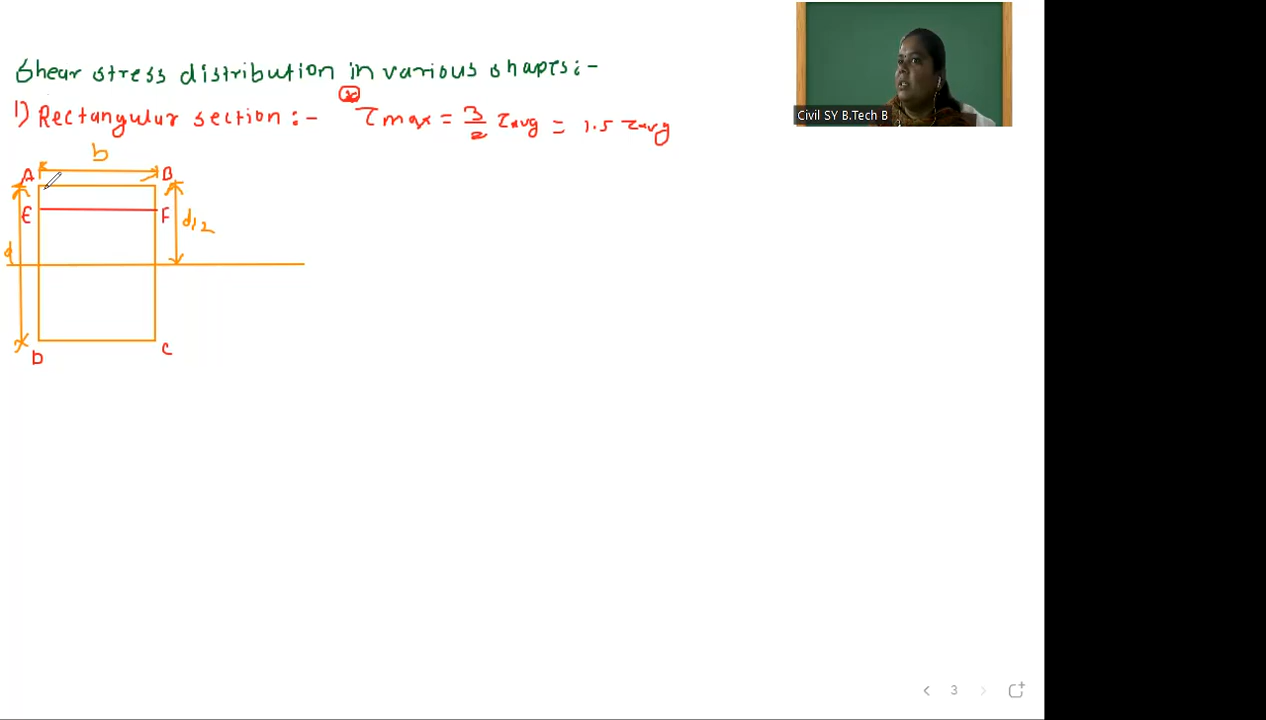 Shear stress distribution in various shapes:-
1) Rectangular section:- * τmax = 3/2 τavg = 1.5 τavg
Civil SY B.Tech B
b
A B
E F
d/2
d
D C
3